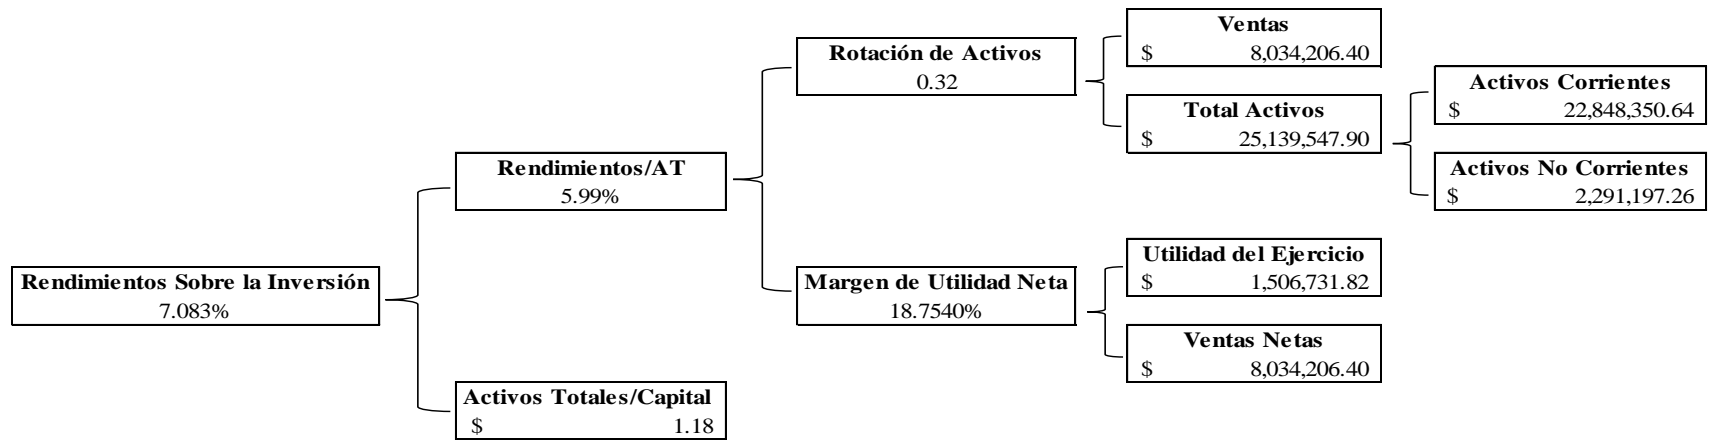 Ventas
$ 8,034,206.40
Rotación de Activos
0.32
Activos Corrientes
$ 22,848,350.64
Total Activos
$ 25,139,547.90
Rendimientos/AT
5.99%
Activos No Corrientes
$ 2,291,197.26
Utilidad del Ejercicio
$ 1,506,731.82
Rendimientos Sobre la Inversión
7.083%
Margen de Utilidad Neta
18.7540%
Ventas Netas
$ 8,034,206.40
Activos Totales/Capital
$ 1.18